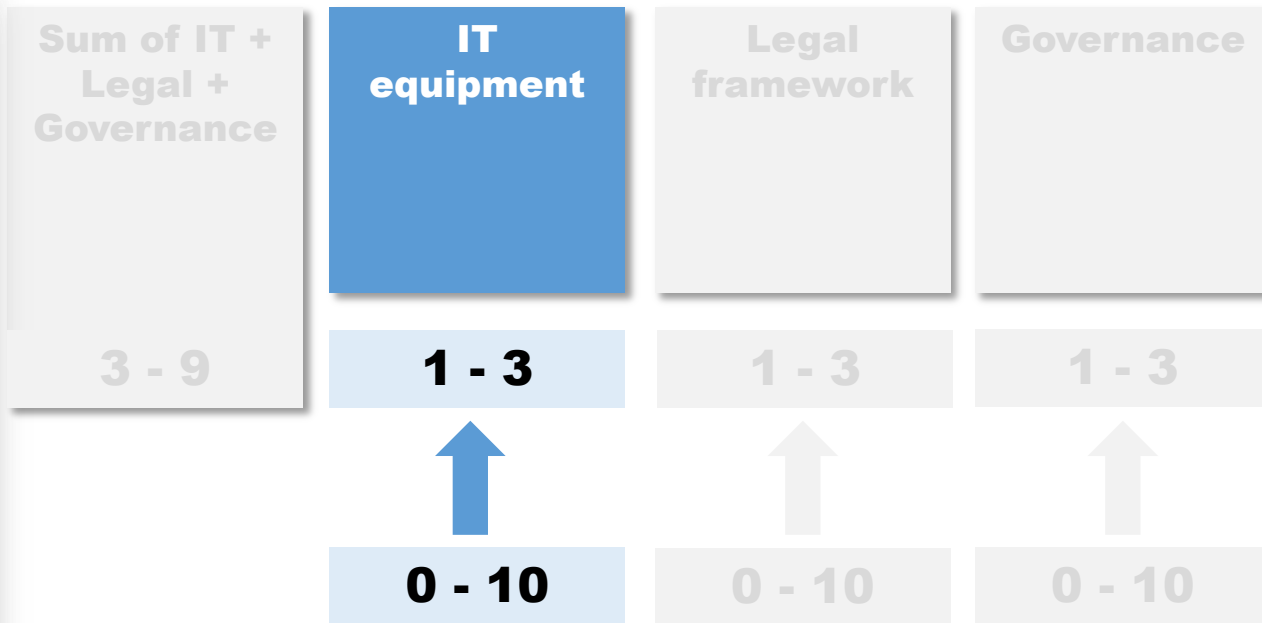 Sum of IT +
Legal +
Governance
3 - 9
IT
equipment
1 - 3
0 - 10
Legal
framework
1 - 3
0 - 10
Governance
1 - 3
0 - 10